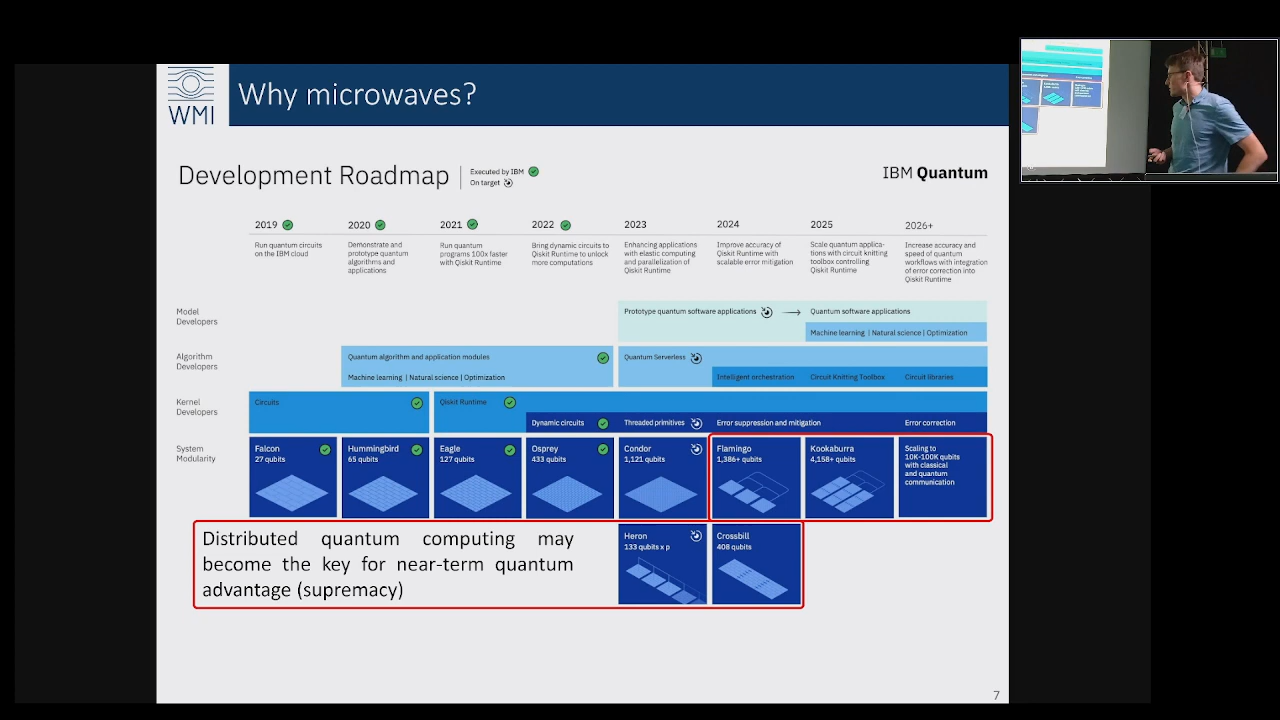 WMI
Why microwaves?
Development Roadmap
Executed by IBM
On target
IBM Quantum
2019
Run quantum circuits
on the IBM cloud
2020
Demonstrate and
prototype quantum
algorithms and
applications
2021
Run quantum
programs 100x faster
with Qiskit Runtime
2022
Bring dynamic circuits to
Qiskit Runtime to unlock
more computations
2023
Enhancing applications
with elastic computing
and parallelization of
Qiskit Runtime
2024
Improve accuracy of
Qiskit Runtime with
scalable error mitigation
2025
Scale quantum applica-
tions with circuit knitting
toolbox controlling
Qiskit Runtime
2026+
Increase accuracy and
speed of quantum
workflows with integration
of error correction into
Qiskit Runtime
Model
Developers
Prototype quantum software applications
Quantum software applications
Machine learning | Natural science | Optimization
Algorithm
Developers
Quantum algorithm and application modules
Machine learning | Natural science | Optimization
Quantum Serverless
Intelligent orchestration
Circuit Knitting Toolbox
Circuit libraries
Kernel
Developers
Circuits
Qiskit Runtime
Dynamic circuits
Threaded primitives
Error suppression and mitigation
Error correction
System
Modularity
Falcon
27 qubits
Hummingbird
65 qubits
Eagle
127 qubits
Osprey
433 qubits
Condor
1,121 qubits
Flamingo
1,386+ qubits
Kookaburra
4,158+ qubits
Scaling to
10K-100K qubits
with classical
and quantum
communication
Distributed quantum computing may
become the key for near-term quantum
advantage (supremacy)
Heron
133 qubits x p
Crossbill
408 qubits
7